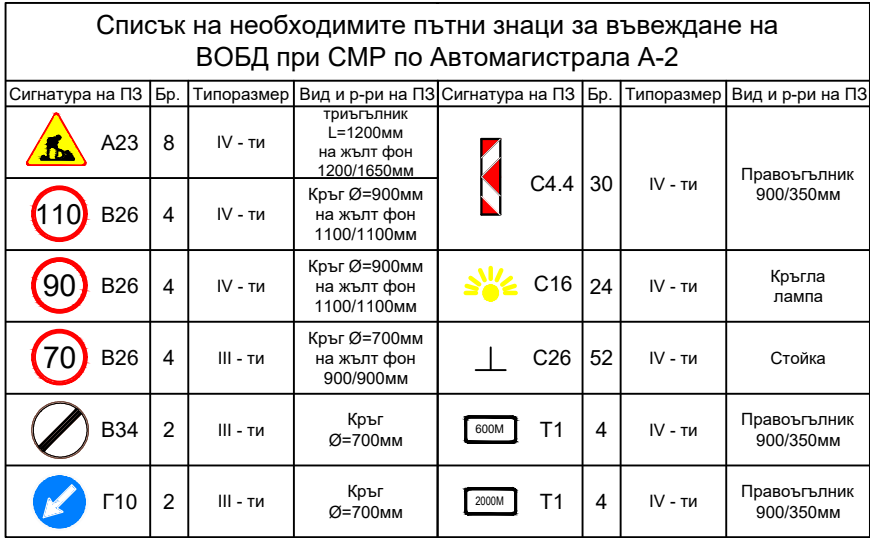 Списък на необходимите пътни знаци за въвеждане на
ВОБД при СМР по Автомагистрала А-2
Сигнатура на ПЗ Бр. Типоразмер Вид и р-ри на ПЗ Сигнатура на ПЗ Бр. Типоразмер Вид и р-ри на ПЗ
А23 8 IV - ти
триъгълник
L=1200мм
на жълт фон
1200/1650мм
110 В26 4 IV - ти
Кръг Ø=900мм
на жълт фон
1100/1100мм
С4.4 30 IV - ти
Правоъгълник
900/350мм
90 В26 4 IV - ти
Кръг Ø=900мм
на жълт фон
1100/1100мм
С16 24 IV - ти
Кръгла
лампа
70 В26 4 III - ти
Кръг Ø=700мм
на жълт фон
900/900мм
С26 52 IV - ти Стойка
В34 2 III - ти
Кръг
Ø=700мм
600М Т1 4 IV - ти
Правоъгълник
900/350мм
Г10 2 III - ти
Кръг
Ø=700мм
2000М Т1 4 IV - ти
Правоъгълник
900/350мм